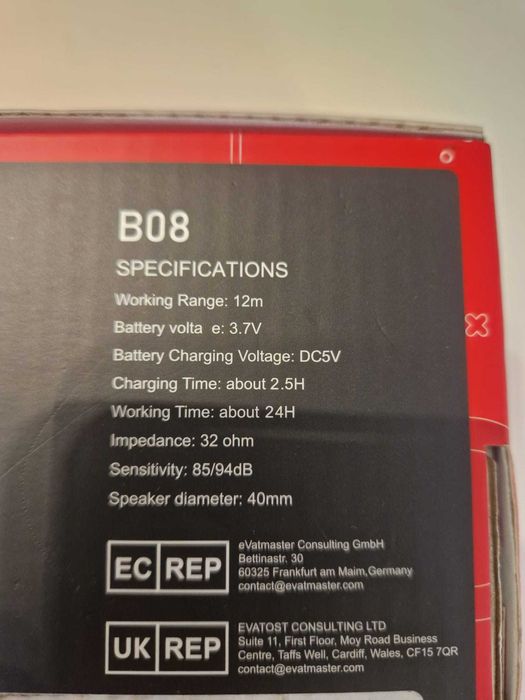 B08
SPECIFICATIONS
Working Range: 12m
Battery volta e: 3.7V
Battery Charging Voltage: DC5V
Charging Time: about 2.5H
Working Time: about 24H
Impedance: 32 ohm
Sensitivity: 85/94dB
Speaker diameter: 40mm
EC REP
eVatmaster Consulting GmbH
Bettinastr. 30
60325 Frankfurt am Maim,Germany
contact@evatmaster.com
UK REP
EVATOST CONSULTING LTD
Suite 11, First Floor, Moy Road Business
Centre, Taffs Well, Cardiff, Wales, CF15 7QR
contact@evatmaster.com